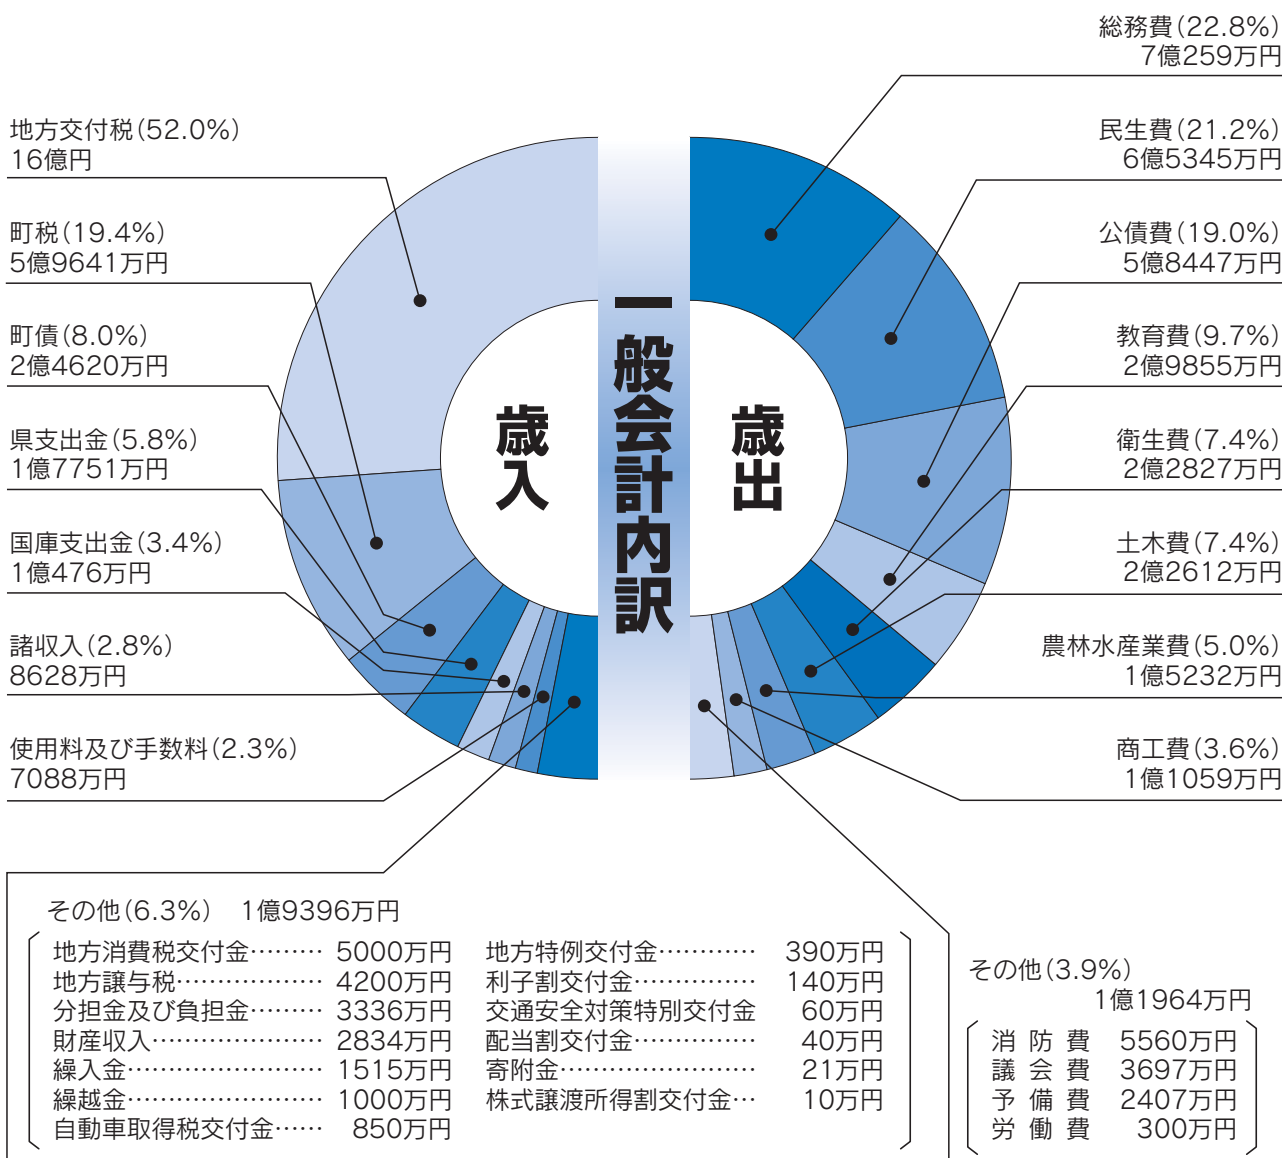 一般会計内訳
歳入
地方交付税(52.0%)
16億円
町税(19.4%)
5億9641万円
町債(8.0%)
2億4620万円
県支出金(5.8%)
1億7751万円
国庫支出金(3.4%)
1億476万円
諸収入(2.8%)
8628万円
使用料及び手数料(2.3%)
7088万円
その他(6.3%) 1億9396万円
地方消費税交付金……… 5000万円
地方譲与税……………… 4200万円
分担金及び負担金……… 3336万円
財産収入………………… 2834万円
繰入金…………………… 1515万円
繰越金…………………… 1000万円
自動車取得税交付金…… 850万円
地方特例交付金………… 390万円
利子割交付金…………… 140万円
交通安全対策特別交付金 60万円
配当割交付金…………… 40万円
寄附金…………………… 21万円
株式譲渡所得割交付金… 10万円
歳出
総務費(22.8%)
7億259万円
民生費(21.2%)
6億5345万円
公債費(19.0%)
5億8447万円
教育費(9.7%)
2億9855万円
衛生費(7.4%)
2億2827万円
土木費(7.4%)
2億2612万円
農林水産業費(5.0%)
1億5232万円
商工費(3.6%)
1億1059万円
その他(3.9%)
1億1964万円
消防費 5560万円
議会費 3697万円
予備費 2407万円
労働費 300万円